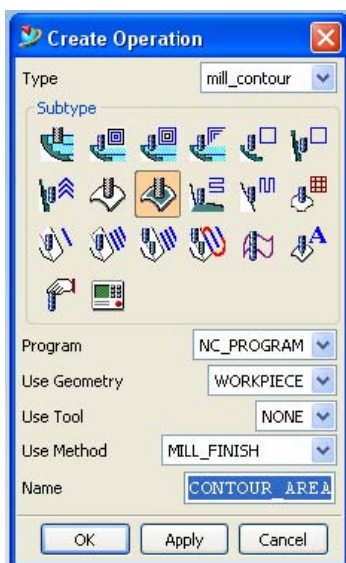 Create Operation
Type mill_contour
Subtype
A
Program NC_PROGRAM
Use Geometry WORKPIECE
Use Tool NONE
Use Method MILL_FINISH
Name CONTOUR_AREA
OK Apply Cancel